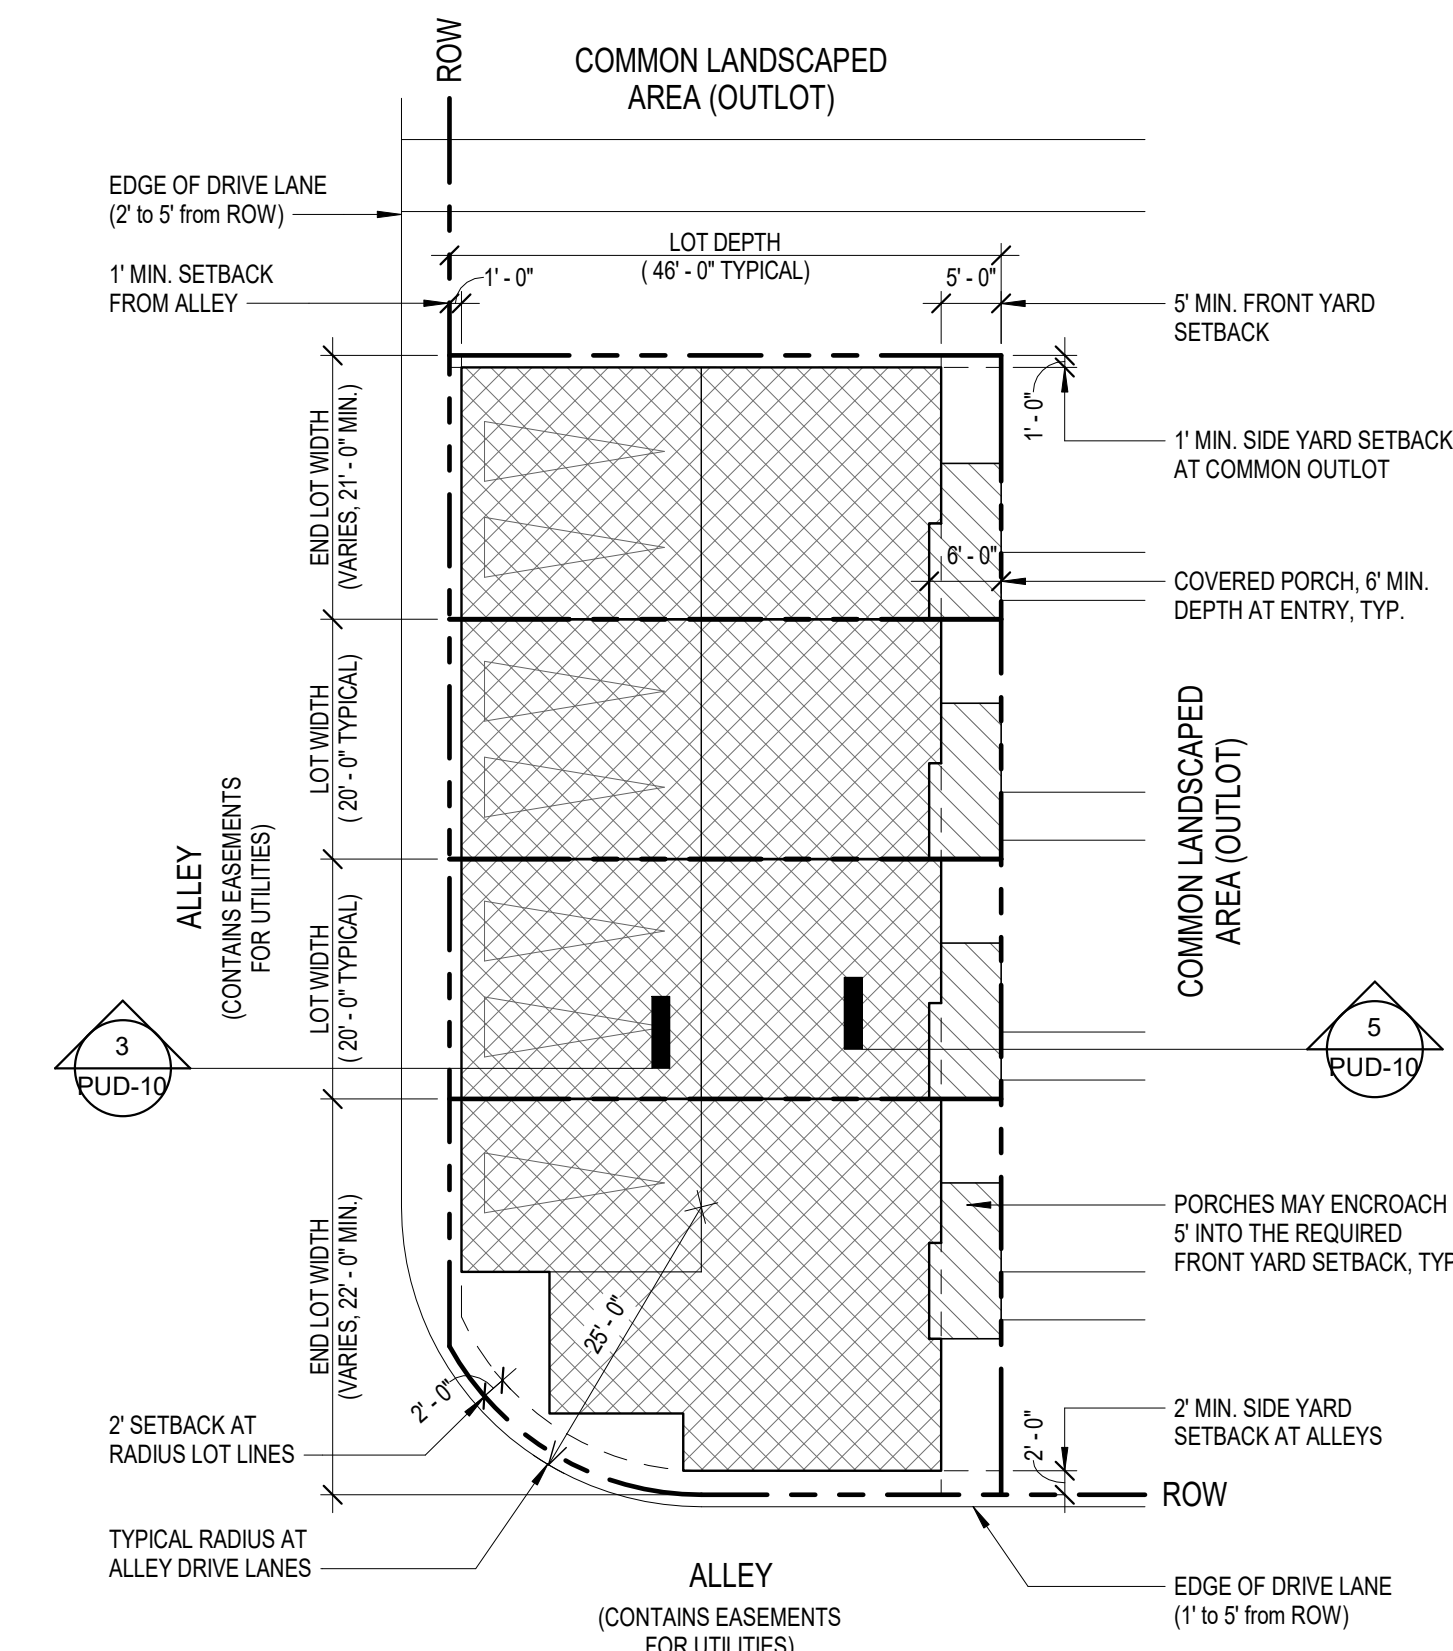 ROW
COMMON LANDSCAPED
AREA (OUTLOT)
EDGE OF DRIVE LANE
(2' to 5' from ROW)
LOT DEPTH
( 46' - 0" TYPICAL)
1' MIN. SETBACK
FROM ALLEY
1' - 0"
5' - 0"
5' MIN. FRONT YARD
SETBACK
END LOT WIDTH
(VARIES, 21' - 0" MIN.)
1' - 0"
1' MIN. SIDE YARD SETBACK
AT COMMON OUTLOT
6' - 0"
COVERED PORCH, 6' MIN.
DEPTH AT ENTRY, TYP.
LOT WIDTH
( 20' - 0" TYPICAL)
ALLEY
(CONTAINS EASEMENTS
FOR UTILITIES)
COMMON LANDSCAPED
AREA (OUTLOT)
LOT WIDTH
( 20' - 0" TYPICAL)
3
PUD-10
5
PUD-10
END LOT WIDTH
(VARIES, 22' - 0" MIN.)
PORCHES MAY ENCROACH
5' INTO THE REQUIRED
FRONT YARD SETBACK, TYP
25' - 0"
2' - 0"
2' SETBACK AT
RADIUS LOT LINES
2' - 0"
2' MIN. SIDE YARD
SETBACK AT ALLEYS
ROW
TYPICAL RADIUS AT
ALLEY DRIVE LANES
ALLEY
(CONTAINS EASEMENTS
FOR UTILITIES)
EDGE OF DRIVE LANE
(1' to 5' from ROW)